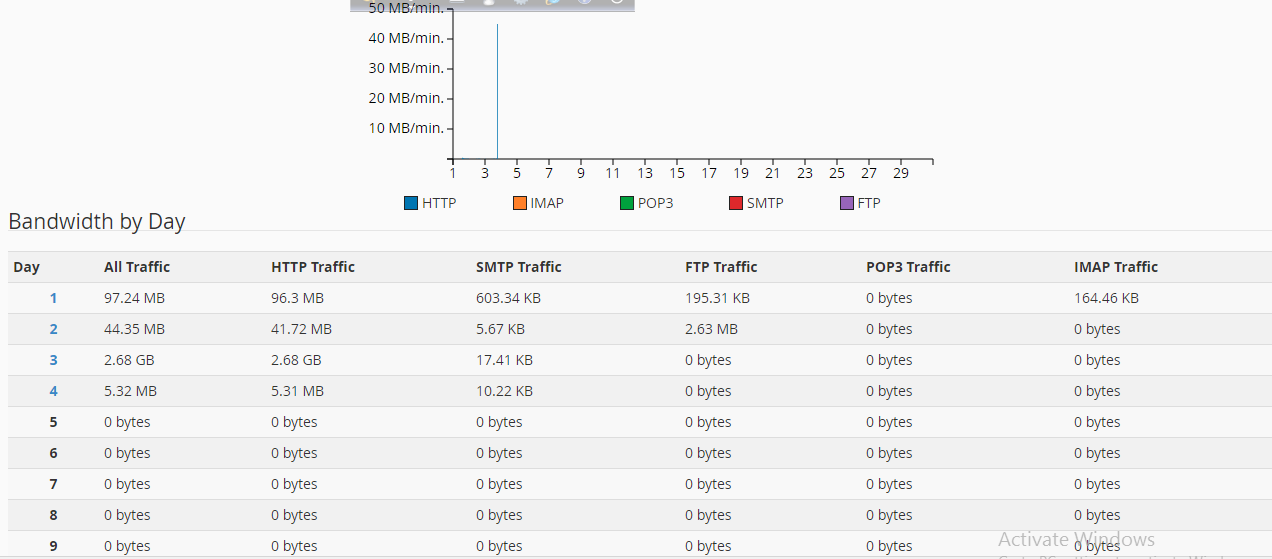 50 MB/min.
40 MB/min.
30 MB/min.
20 MB/min.
10 MB/min.
1 3 5 7 9 11 13 15 17 19 21 23 25 27 29
HTTP IMAP POP3 SMTP FTP
Bandwidth by Day
Day All Traffic HTTP Traffic SMTP Traffic FTP Traffic POP3 Traffic IMAP Traffic
1 97.24 MB 96.3 MB 603.34 KB 195.31 KB 0 bytes 164.46 KB
2 44.35 MB 41.72 MB 5.67 KB 2.63 MB 0 bytes 0 bytes
3 2.68 GB 2.68 GB 17.41 KB 0 bytes 0 bytes 0 bytes
4 5.32 MB 5.31 MB 10.22 KB 0 bytes 0 bytes 0 bytes
5 0 bytes 0 bytes 0 bytes 0 bytes 0 bytes 0 bytes
6 0 bytes 0 bytes 0 bytes 0 bytes 0 bytes 0 bytes
7 0 bytes 0 bytes 0 bytes 0 bytes 0 bytes 0 bytes
8 0 bytes 0 bytes 0 bytes 0 bytes 0 bytes 0 bytes
Activate Windows
9 0 bytes 0 bytes 0 bytes 0 bytes 0 bytes 0 bytes